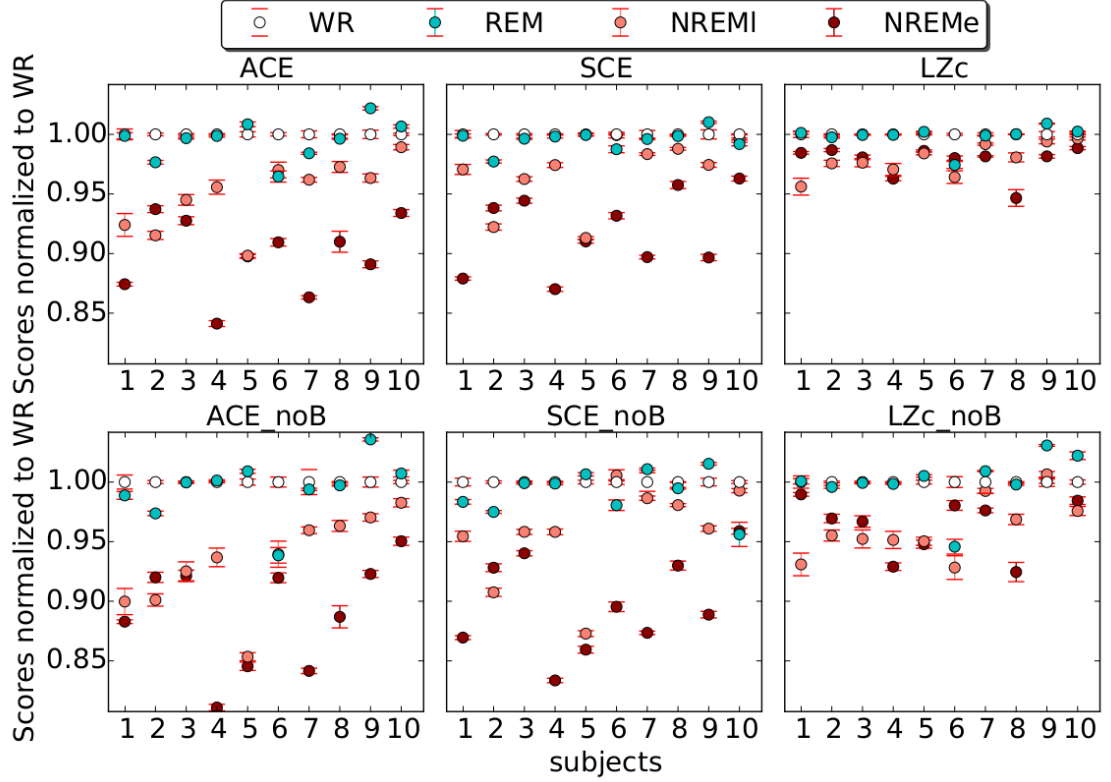 WR REM NREMl NREMe
ACE SCE LZc
Scores normalized to WR
1.00
0.95
0.90
0.85
1 2 3 4 5 6 7 8 9 10 1 2 3 4 5 6 7 8 9 10 1 2 3 4 5 6 7 8 9 10
ACE_noB SCE_noB LZc_noB
Scores normalized to WR
1.00
0.95
0.90
0.85
1 2 3 4 5 6 7 8 9 10 1 2 3 4 5 6 7 8 9 10 1 2 3 4 5 6 7 8 9 10
subjects